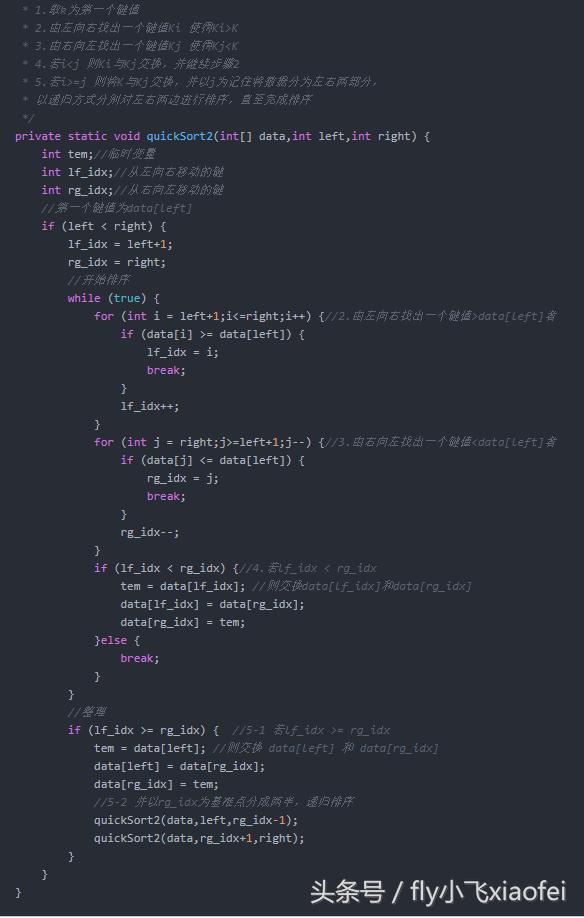 * 1.取K为第一个键值
* 2.由左向右找出一个键值Ki 使得Ki>K
* 3.由右向左找出一个键值Kj 使得Kj<K
* 4.若i<j 则Ki与Kj交换，并继续步骤2
* 5.若i>=j 则将K与Kj交换，并以j为记住将数据分为左右两部分，
* 以递归方式分别对左右两边进行排序，直至完成排序
*/
private static void quickSort2(int[] data,int left,int right) {
int tem;//临时变量
int lf_idx;//从左向右移动的键
int rg_idx;//从右向左移动的键
//第一个键值为data[left]
if (left < right) {
lf_idx = left+1;
rg_idx = right;
//开始排序
while (true) {
for (int i = left+1;i<=right;i++) {//2.由左向右找出一个键值>data[left]者
if (data[i] >= data[left]) {
lf_idx = i;
break;
}
lf_idx++;
}
for (int j = right;j>=left+1;j--) {//3.由右向左找出一个键值<data[left]者
if (data[j] <= data[left]) {
rg_idx = j;
break;
}
rg_idx--;
}
if (lf_idx < rg_idx) {//4.若lf_idx < rg_idx
tem = data[lf_idx]; //则交换data[lf_idx]和data[rg_idx]
data[lf_idx] = data[rg_idx];
data[rg_idx] = tem;
}else {
break;
}
}
//整理
if (lf_idx >= rg_idx) {  //5-1 若lf_idx >= rg_idx
tem = data[left]; //则交换 data[left] 和 data[rg_idx]
data[left] = data[rg_idx];
data[rg_idx] = tem;
//5-2 并以rg_idx为基准点分成两半，递归排序
quickSort2(data,left,rg_idx-1);
quickSort2(data,rg_idx+1,right);
}
}
}
头条号 / fly小飞xiaofei